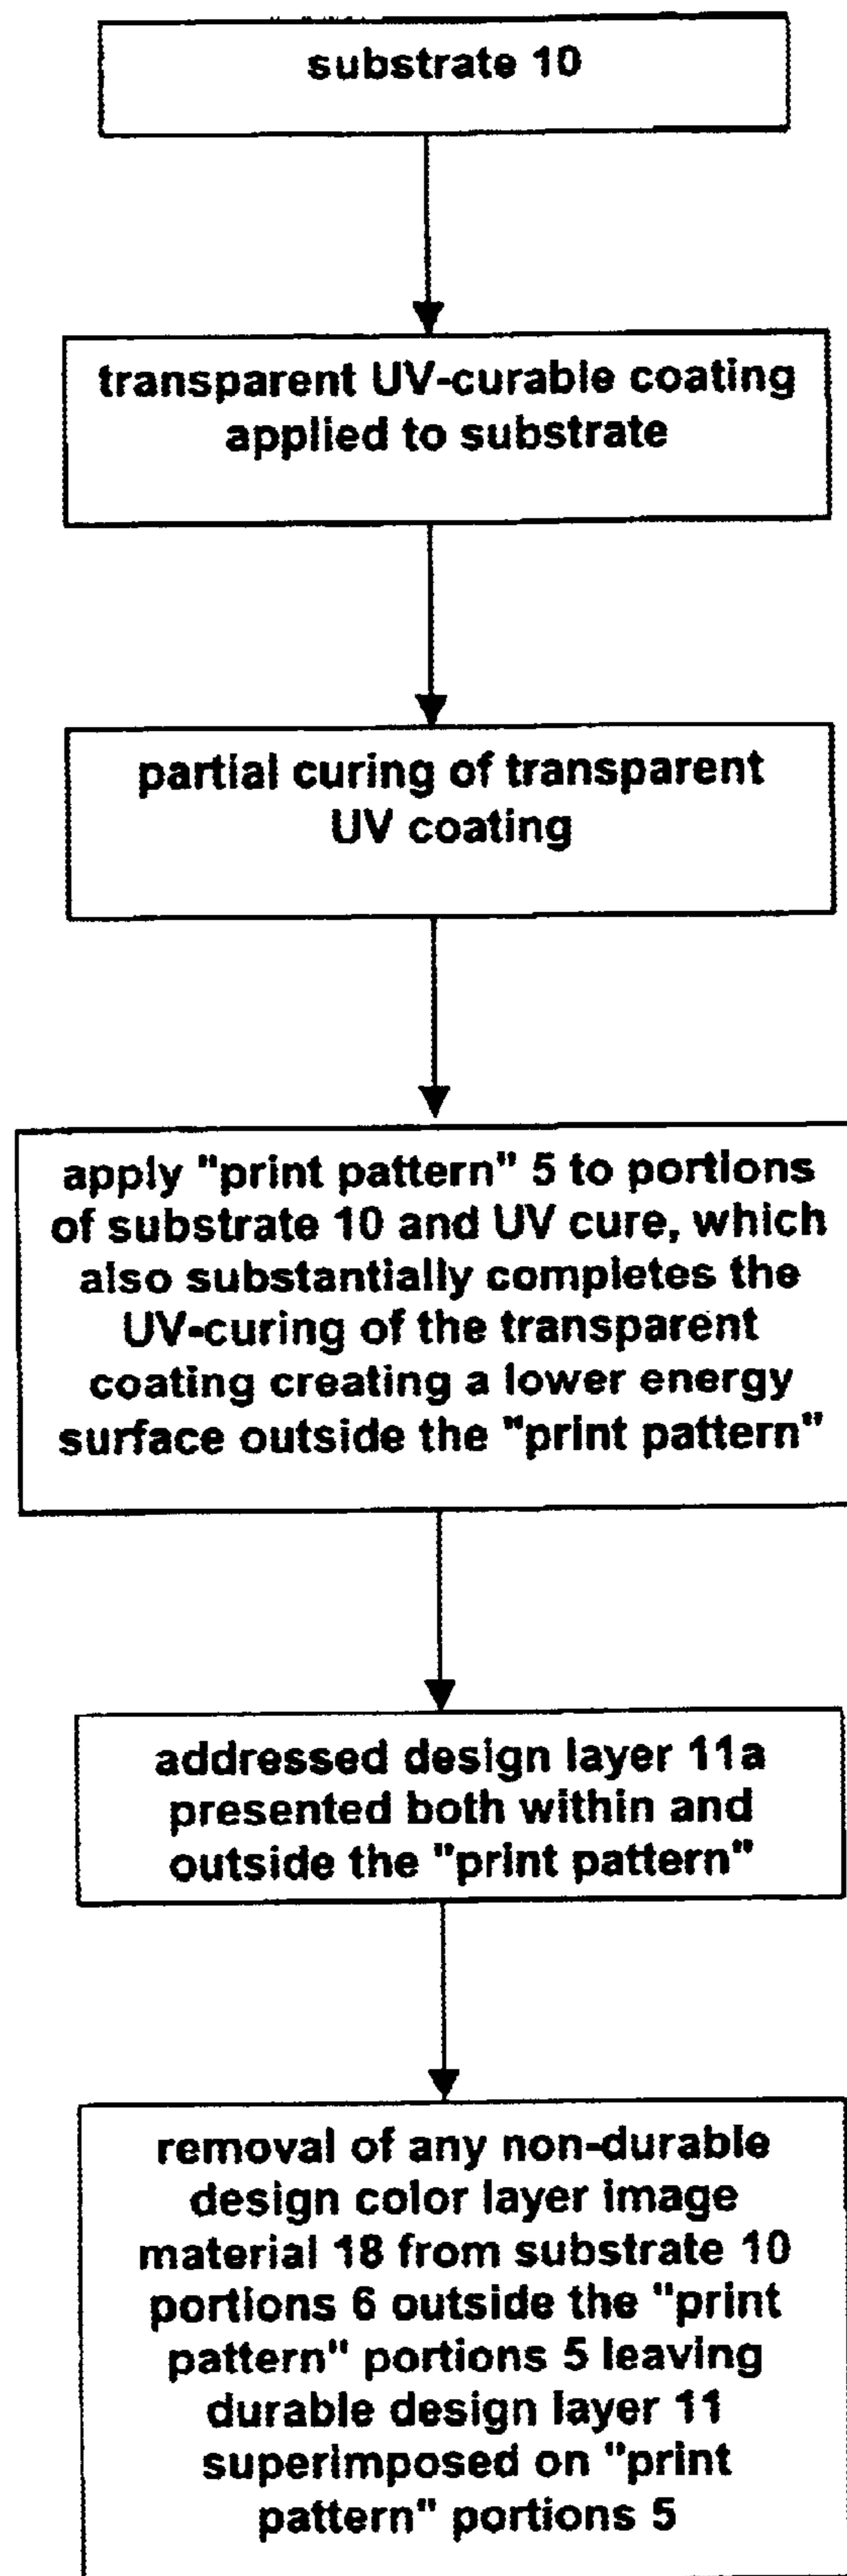 substrate 10
transparent UV-curable coating
applied to substrate
partial curing of transparent
UV coating
apply "print pattern" 5 to portions
of substrate 10 and UV cure, which
also substantially completes the
UV-curing of the transparent
coating creating a lower energy
surface outside the "print pattern"
addressed design layer 11a
presented both within and
outside the "print pattern"
removal of any non-durable
design color layer image
material 18 from substrate 10
portions 6 outside the "print
pattern" portions 5 leaving
durable design layer 11
superimposed on "print
pattern" portions 5